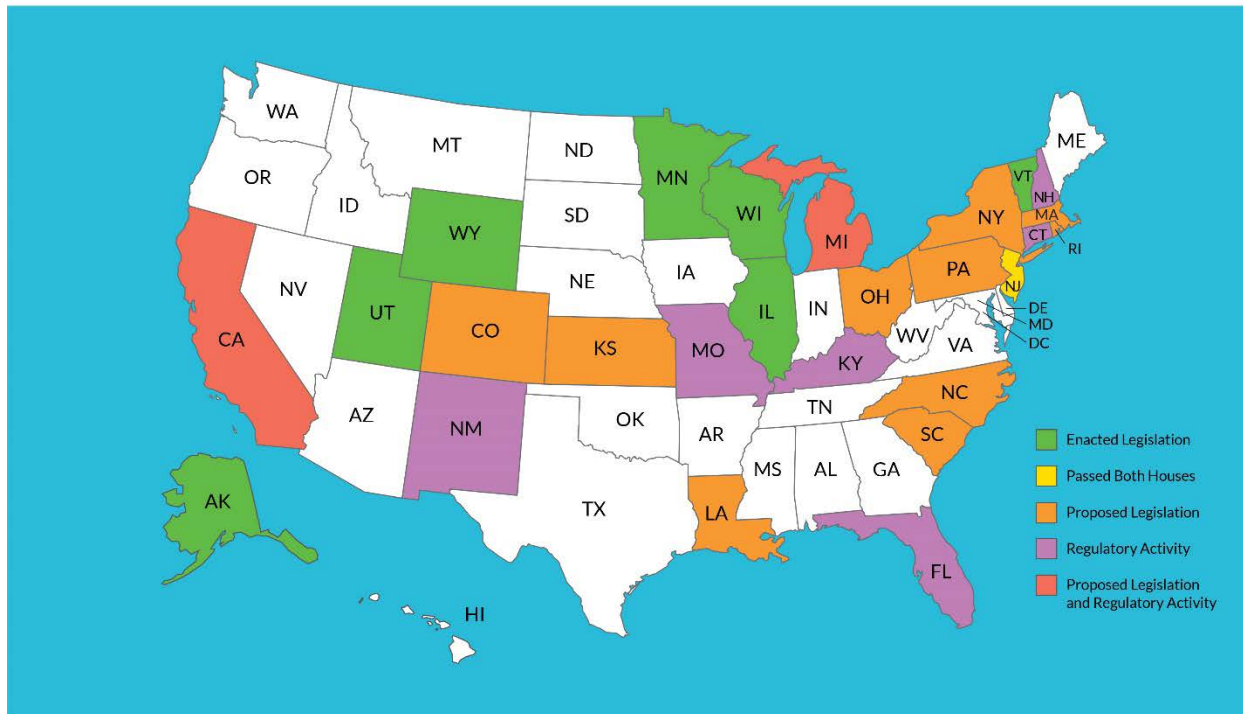 WA
MT
ND
MN
ME
OR
ID
SD
WI
VT
NH
NY
MA
CT
RI
WY
MI
IA
PA
NJ
NV
NE
UT
CO
IL
IN
OH
DE
MD
DC
CA
KS
MO
WV
VA
KY
AZ
NM
OK
AR
TN
NC
SC
TX
LA
MS
AL
GA
FL
AK
HI
Enacted Legislation
Passed Both Houses
Proposed Legislation
Regulatory Activity
Proposed Legislation
and Regulatory Activity